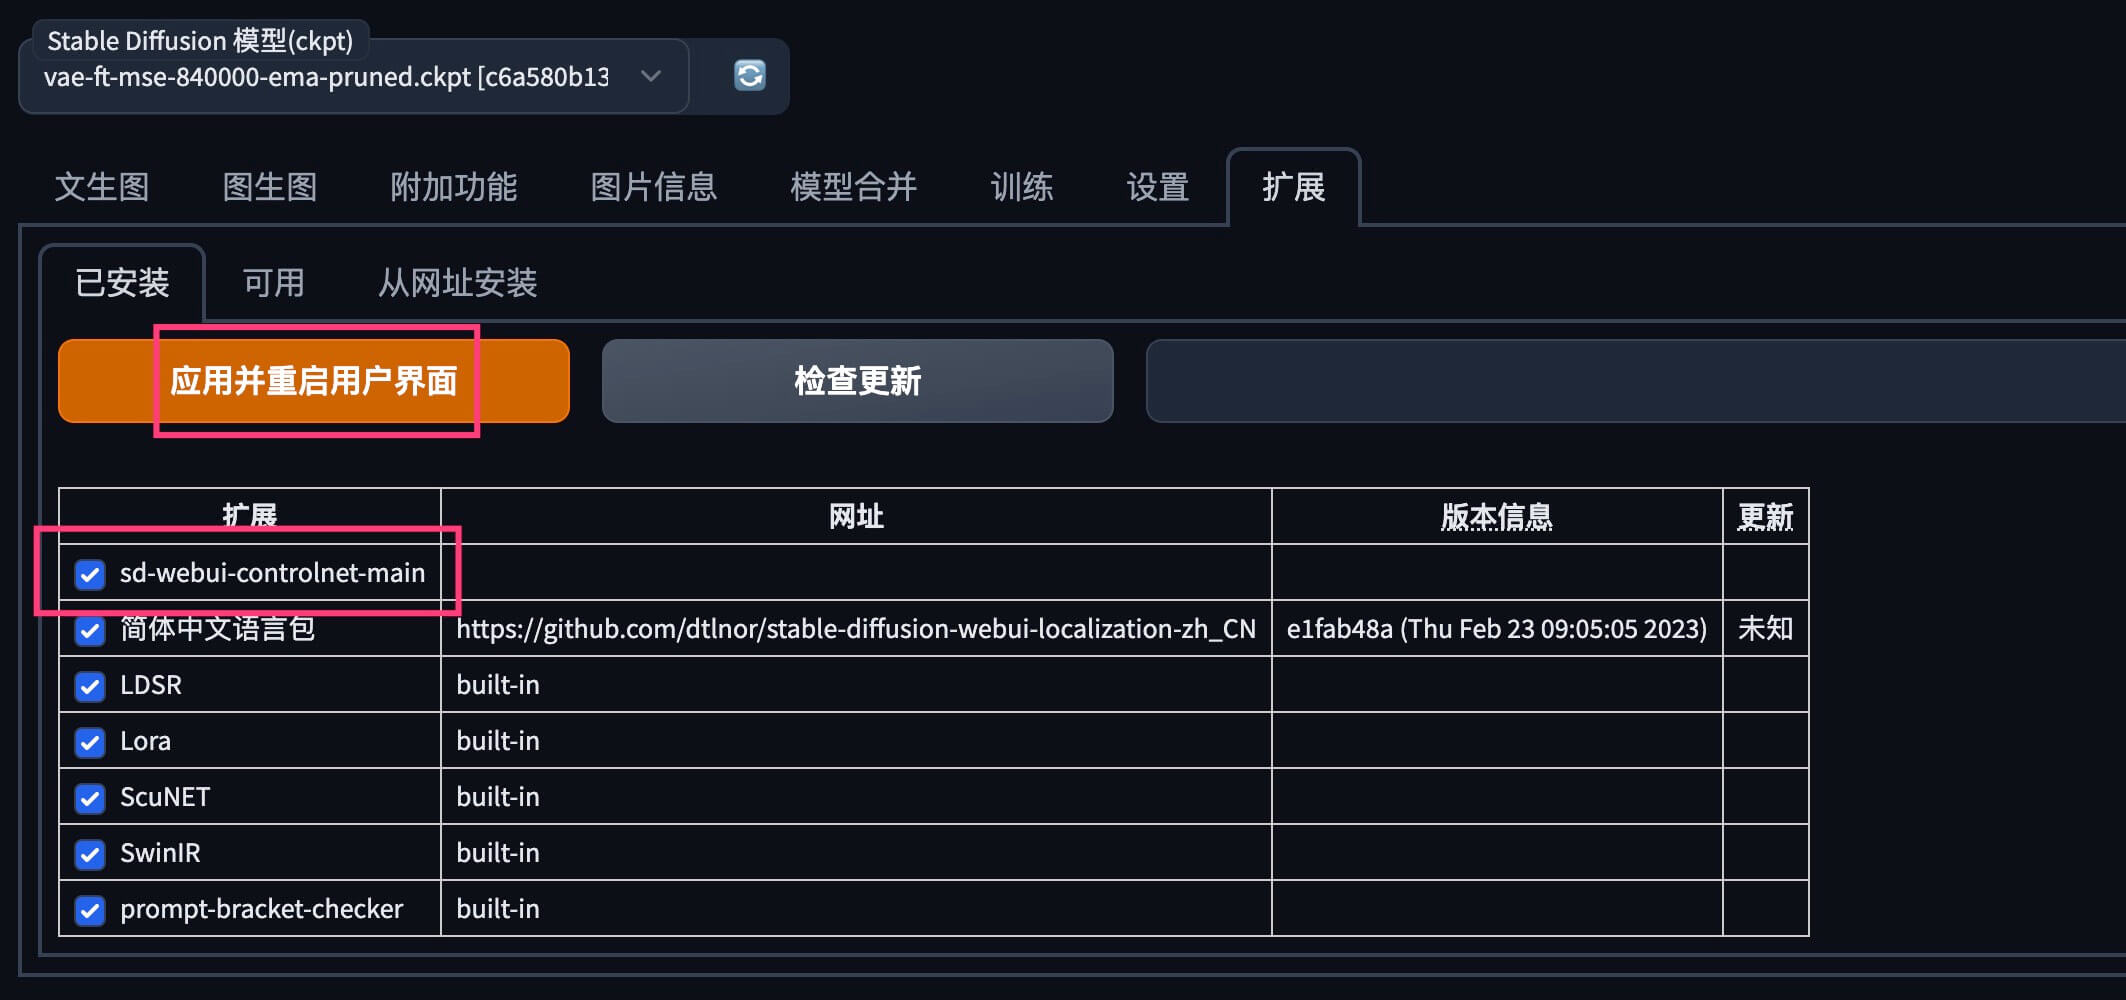 Stable Diffusion 模型(ckpt)
vae-ft-mse-840000-ema-pruned.ckpt [c6a580b13
文生图 图生图 附加功能 图片信息 模型合并 训练 设置 扩展
已安装 可用 从网址安装
应用并重启用户界面 检查更新
扩展 网址 版本信息 更新
sd-webui-controlnet-main
简体中文语言包 https://github.com/dtlnor/stable-diffusion-webui-localization-zh_CN e1fab48a (Thu Feb 23 09:05:05 2023) 未知
LDSR built-in
Lora built-in
ScuNET built-in
SwinIR built-in
prompt-bracket-checker built-in